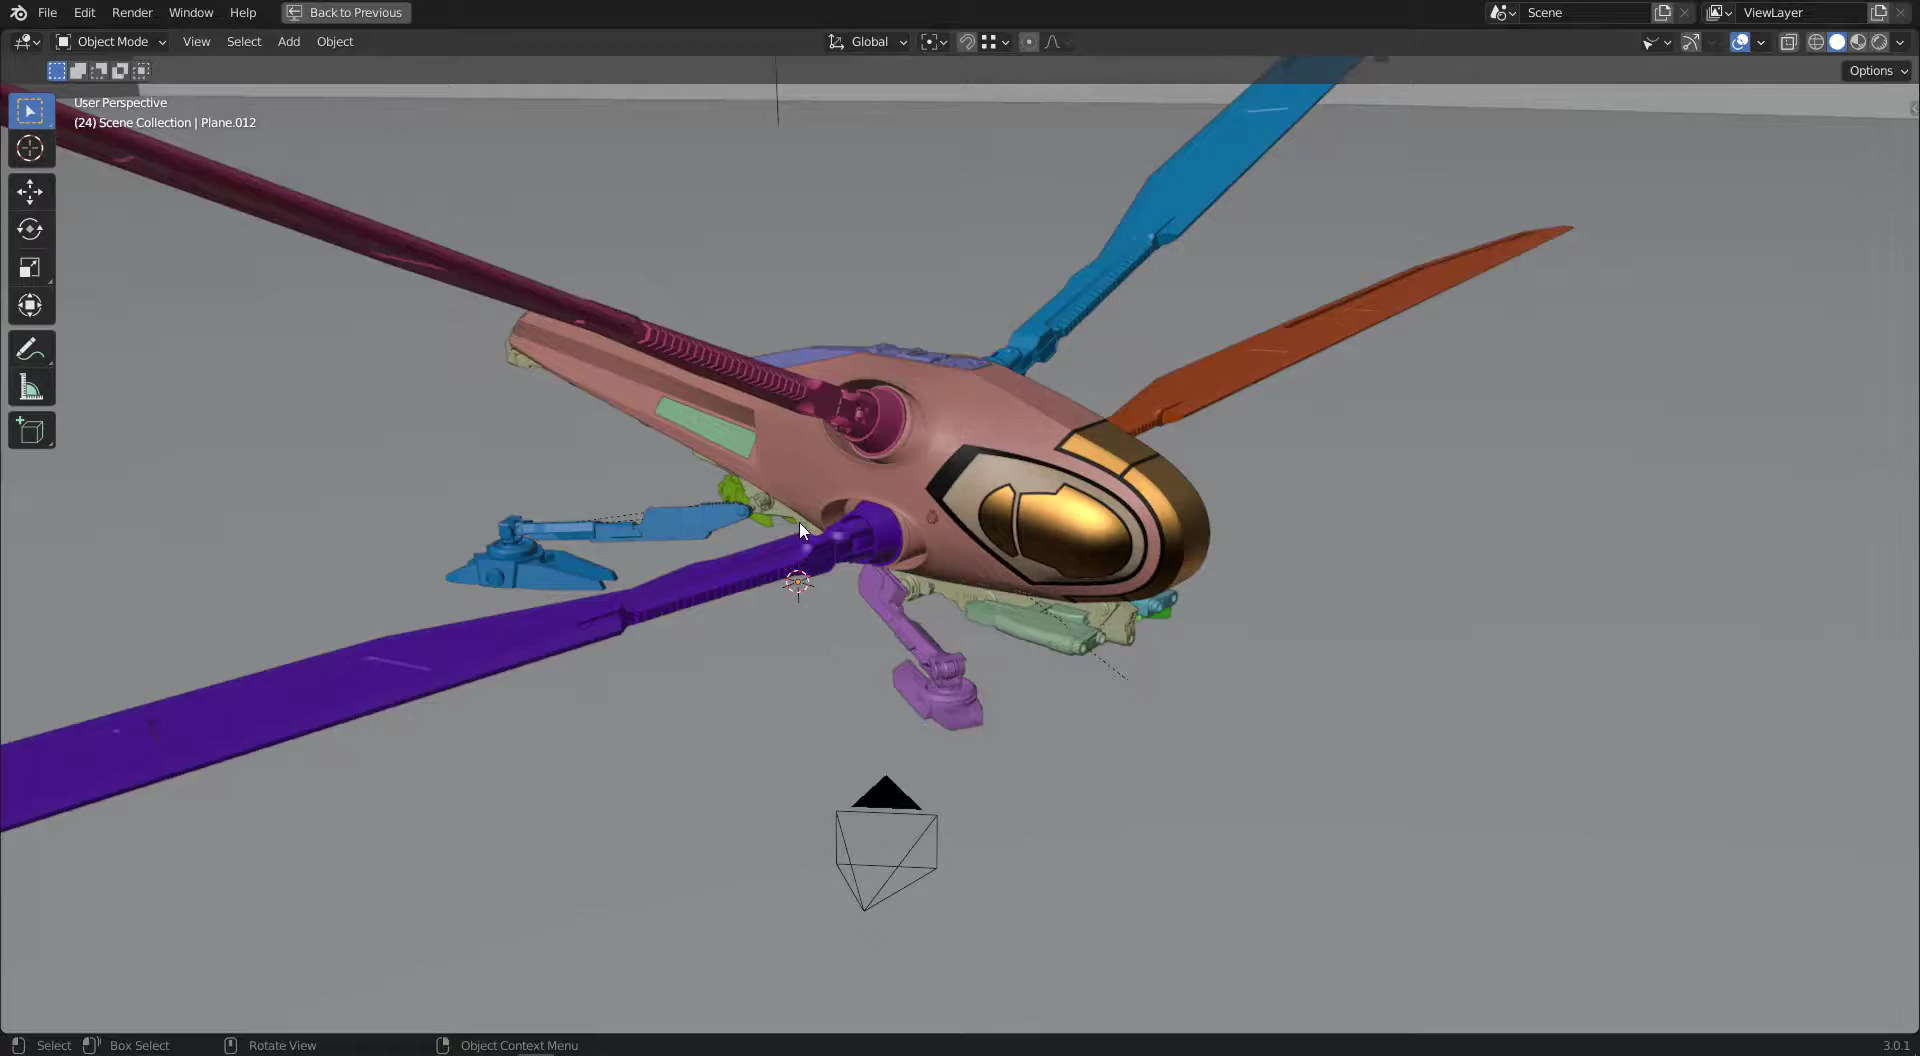 File Edit Render Window Help Back to Previous Scene ViewLayer
Object Mode View Select Add Object Global
Options
User Perspective
(24) Scene Collection | Plane.012
Select Box Select Rotate View Object Context Menu 3.0.1